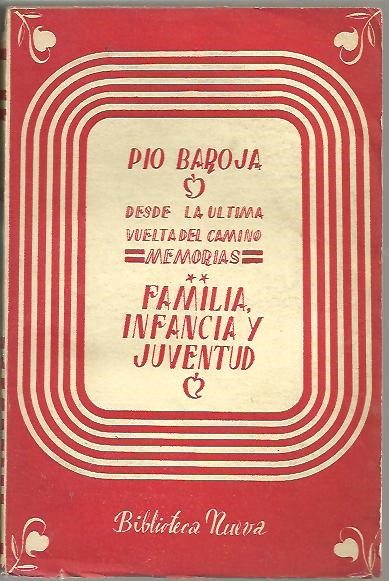 PIO BAROJA
DESDE LA ULTIMA
VUELTA DEL CAMINO
MEMORIAS
**
FAMILIA,
INFANCIA Y
JUVENTUD
Biblioteca Nueva